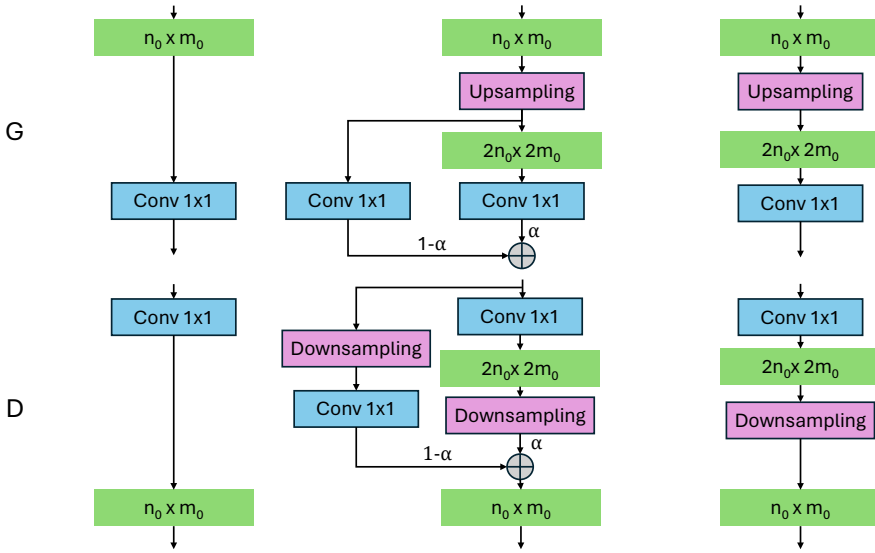 n₀ x m₀
n₀ x m₀
n₀ x m₀
Upsampling
Upsampling
G
2n₀x 2m₀
2n₀x 2m₀
Conv 1x1
Conv 1x1
Conv 1x1
Conv 1x1
α
1-α
Conv 1x1
Conv 1x1
Conv 1x1
Downsampling
2n₀x 2m₀
2n₀x 2m₀
D
Conv 1x1
Downsampling
Downsampling
α
1-α
n₀ x m₀
n₀ x m₀
n₀ x m₀